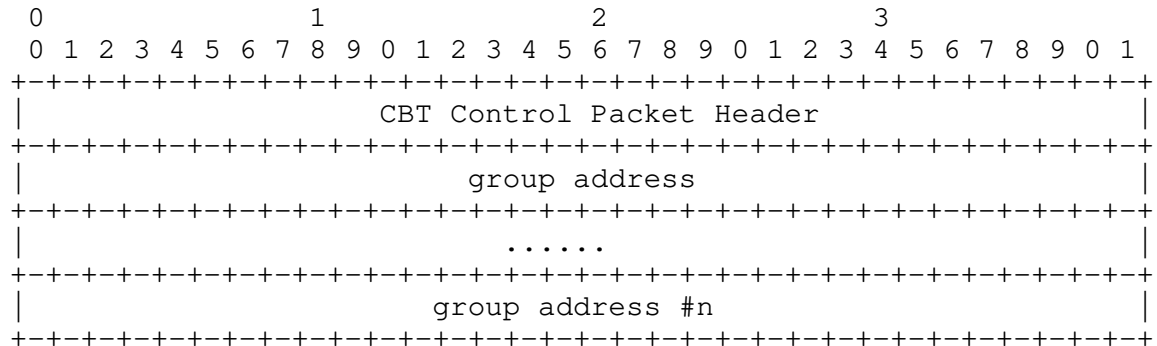 0                   1                   2                   3
 0 1 2 3 4 5 6 7 8 9 0 1 2 3 4 5 6 7 8 9 0 1 2 3 4 5 6 7 8 9 0 1
+-+-+-+-+-+-+-+-+-+-+-+-+-+-+-+-+-+-+-+-+-+-+-+-+-+-+-+-+-+-+-+-+
|                    CBT Control Packet Header                  |
+-+-+-+-+-+-+-+-+-+-+-+-+-+-+-+-+-+-+-+-+-+-+-+-+-+-+-+-+-+-+-+-+
|                         group address                         |
+-+-+-+-+-+-+-+-+-+-+-+-+-+-+-+-+-+-+-+-+-+-+-+-+-+-+-+-+-+-+-+-+
|                           ......                              |
+-+-+-+-+-+-+-+-+-+-+-+-+-+-+-+-+-+-+-+-+-+-+-+-+-+-+-+-+-+-+-+-+
|                       group address #n                        |
+-+-+-+-+-+-+-+-+-+-+-+-+-+-+-+-+-+-+-+-+-+-+-+-+-+-+-+-+-+-+-+-+